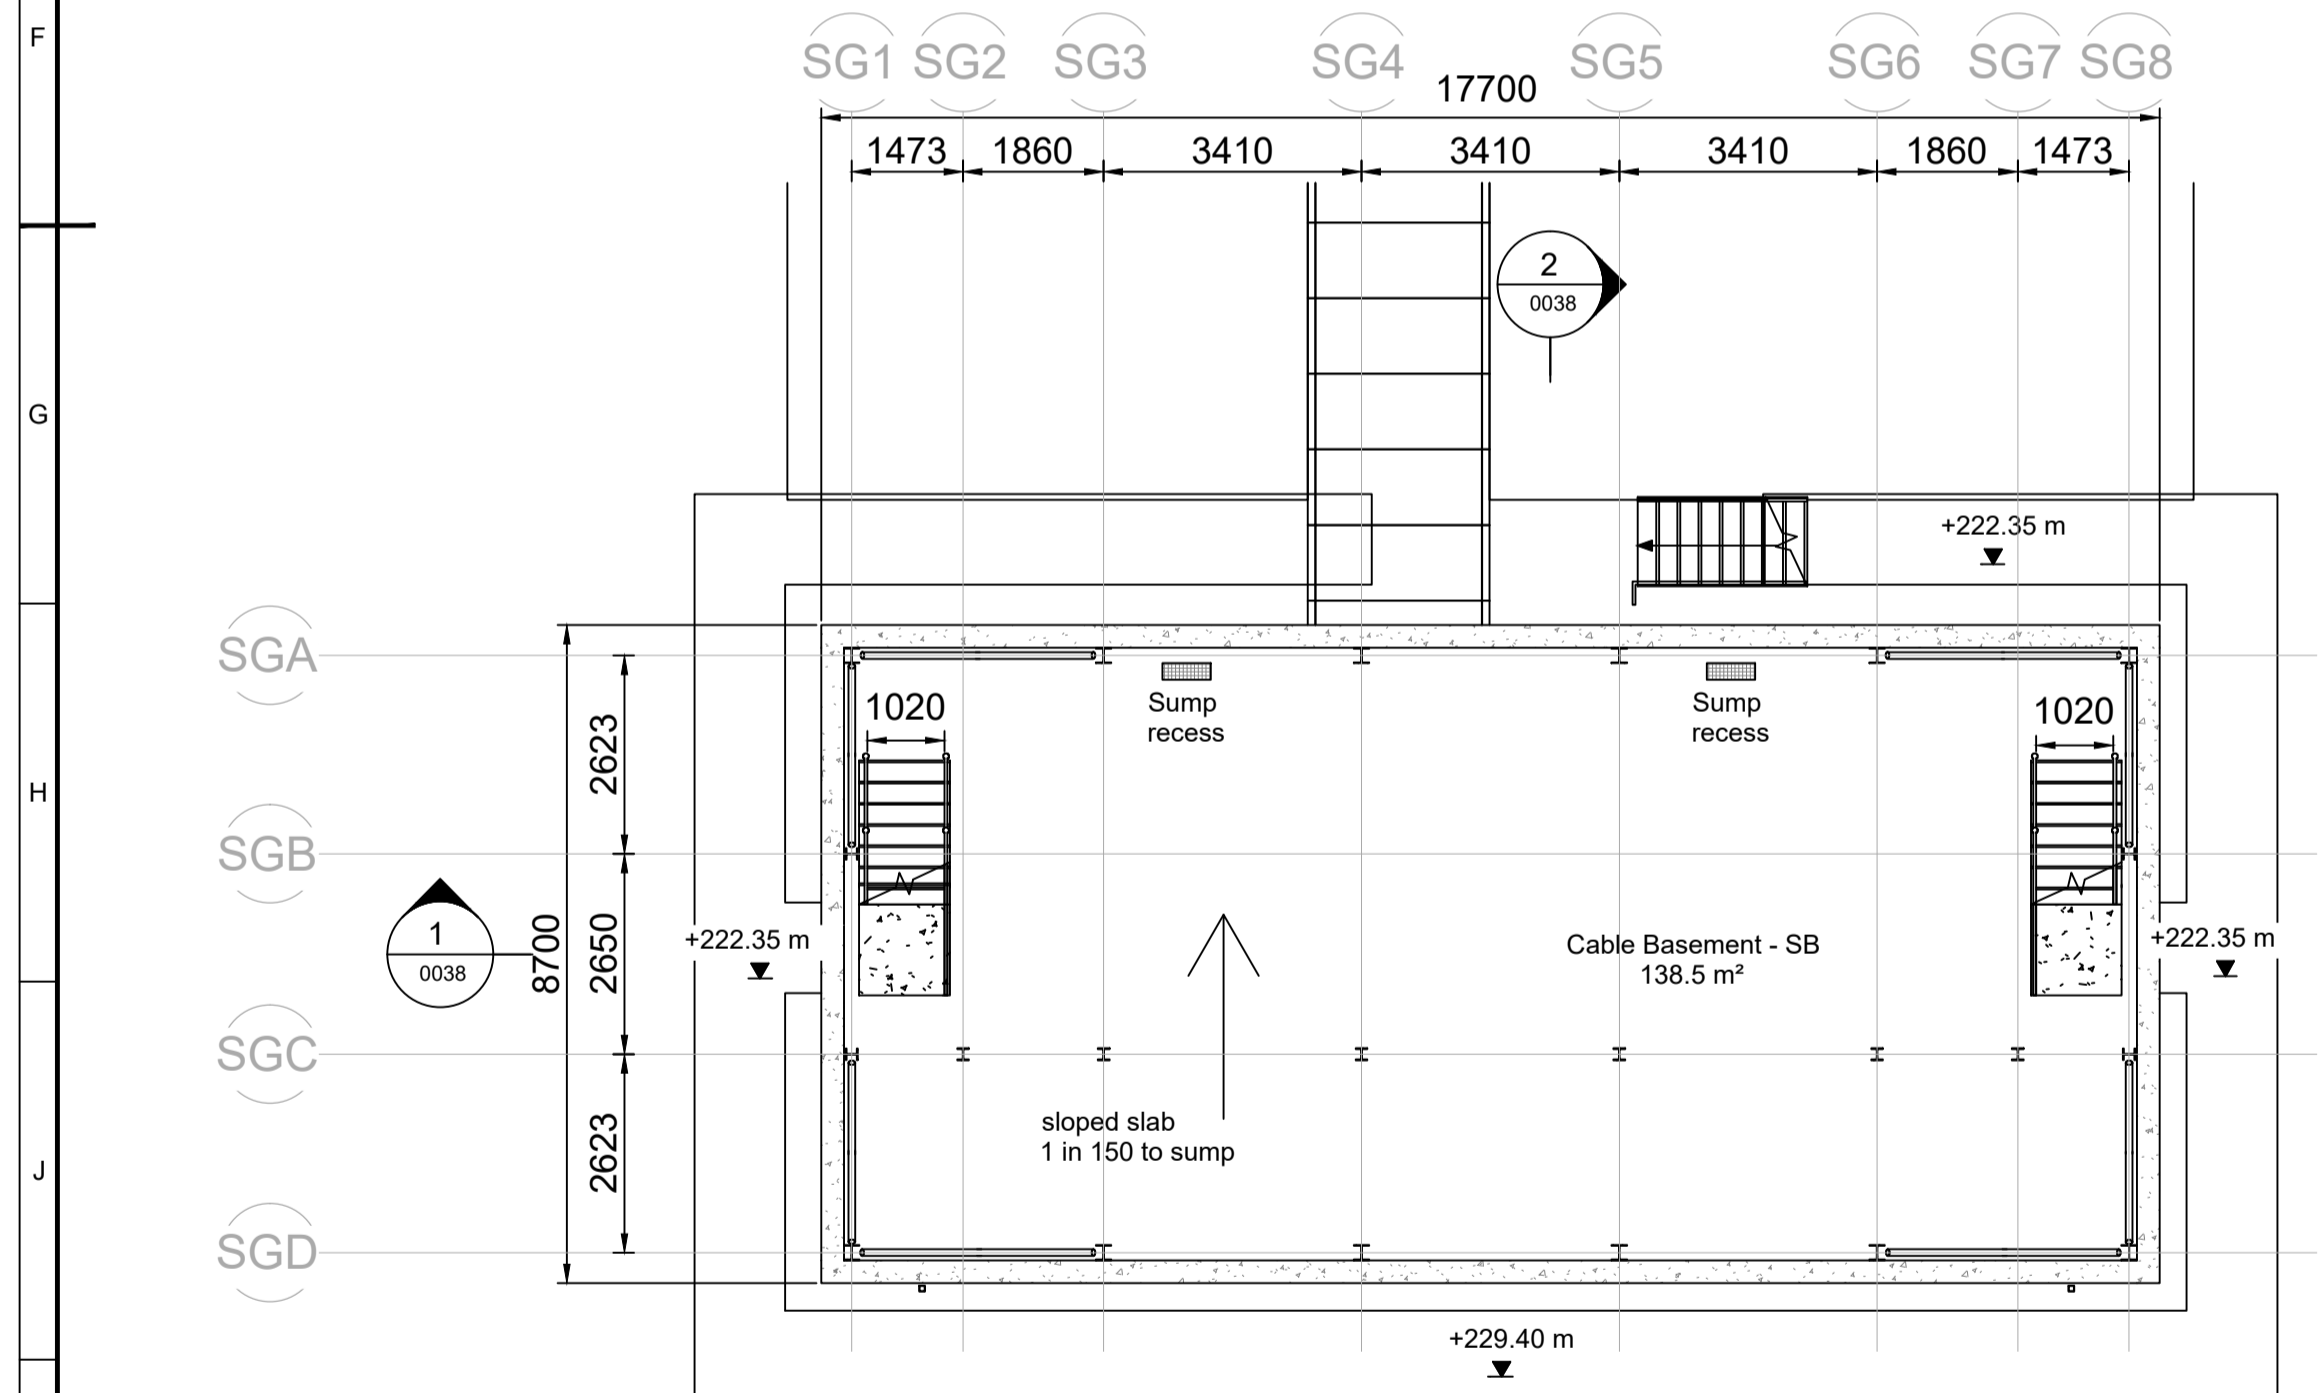 F
SG1 SG2 SG3 SG4 SG5 SG6 SG7 SG8
17700
1473 1860 3410 3410 3410 1860 1473
2
0038
G
+222.35 m
SGA
1020 1020
Sump
recess
Sump
recess
2623
H
SGB
1
0038
8700
2650
+222.35 m
Cable Basement - SB
138.5 m²
+222.35 m
SGC
sloped slab
1 in 150 to sump
2623
J
SGD
+229.40 m